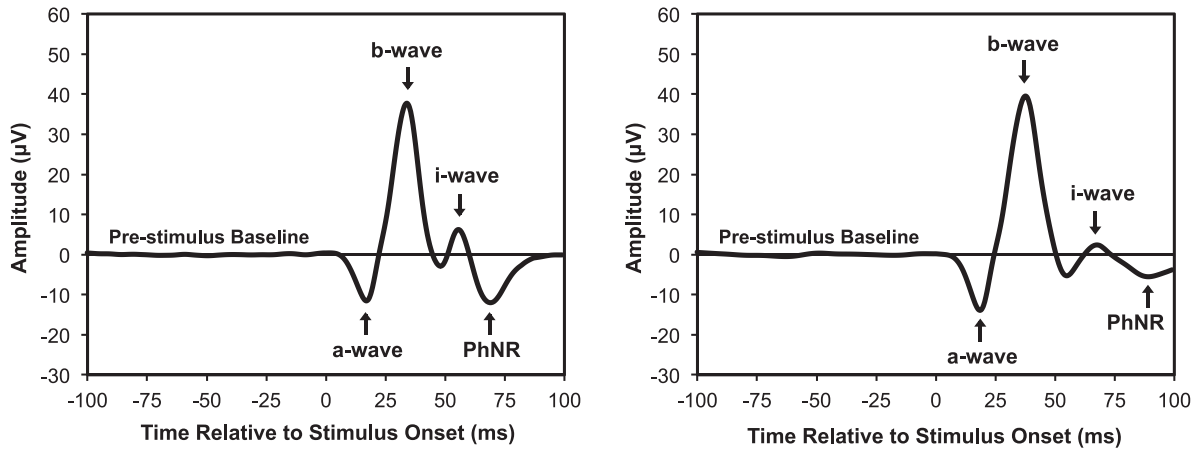 60
50
40
30
20
10
0
-10
-20
-30
Amplitude (µV)
b-wave
i-wave
Pre-stimulus Baseline
a-wave
PhNR
-100 -75 -50 -25 0 25 50 75 100
Time Relative to Stimulus Onset (ms)
60
50
40
30
20
10
0
-10
-20
-30
Amplitude (µV)
b-wave
i-wave
Pre-stimulus Baseline
PhNR
a-wave
-100 -75 -50 -25 0 25 50 75 100
Time Relative to Stimulus Onset (ms)